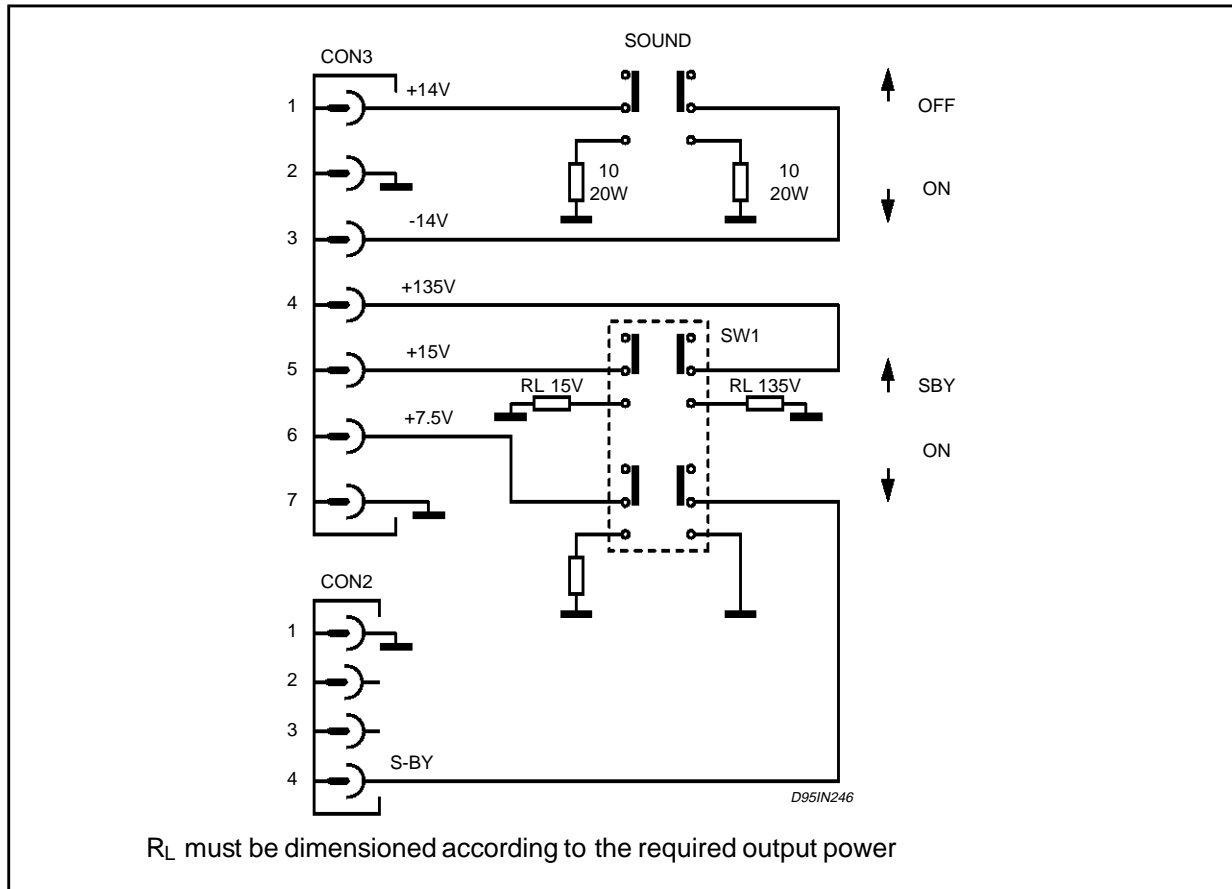 SOUND
CON3
1 +14V
OFF
2
10
20W
10
20W
ON
3 -14V
4 +135V
SW1
5 +15V
RL 15V
RL 135V
SBY
6 +7.5V
ON
7
CON2
1
2
3
4 S-BY
D95IN246
RL must be dimensioned according to the required output power